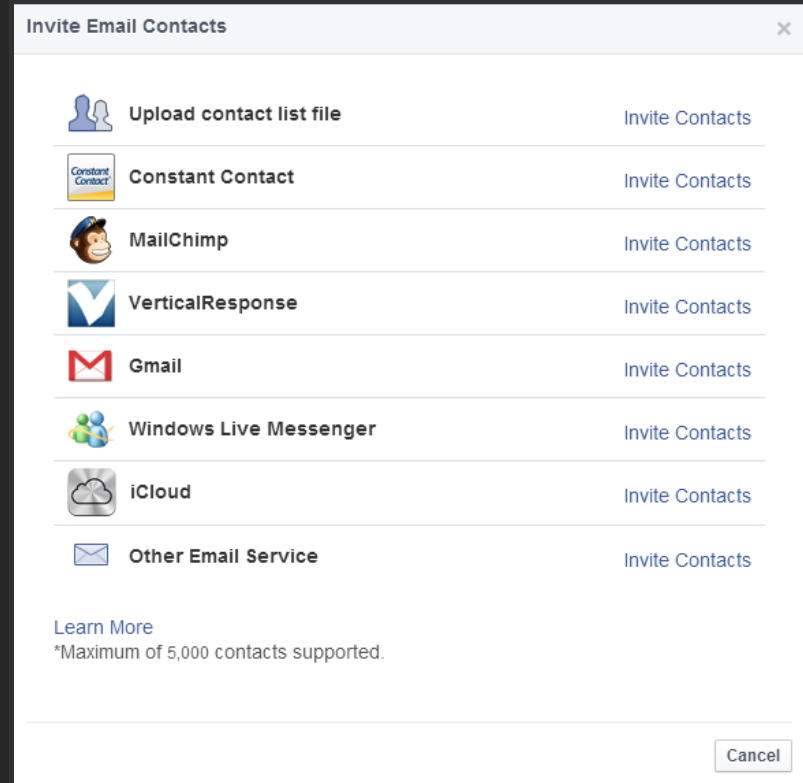 Invite Email Contacts
Upload contact list file Invite Contacts
Constant
Contact
Constant Contact Invite Contacts
MailChimp Invite Contacts
VerticalResponse Invite Contacts
Gmail Invite Contacts
Windows Live Messenger Invite Contacts
iCloud Invite Contacts
Other Email Service Invite Contacts
Learn More
*Maximum of 5,000 contacts supported.
Cancel